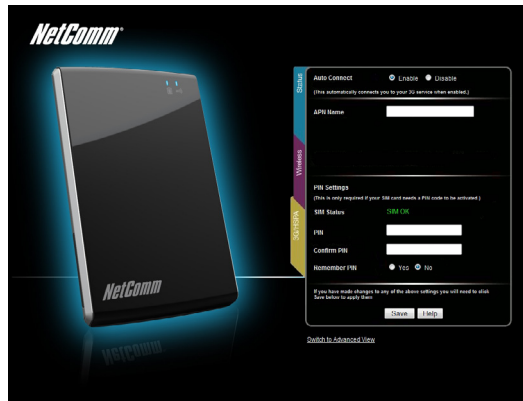 NetComm
Status
Auto Connect Enable Disable
(This automatically connects you to your 3G service when enabled.)
APN Name
Wireless
PIN Settings
(This is only required if your SIM card needs a PIN code to be activated.)
SIM Status SIM OK
3G/HSPA
PIN
Confirm PIN
Remember PIN Yes No
NetComm
If you have made changes to any of the above settings you will need to click
Save below to apply them
Save Help
Switch to Advanced View